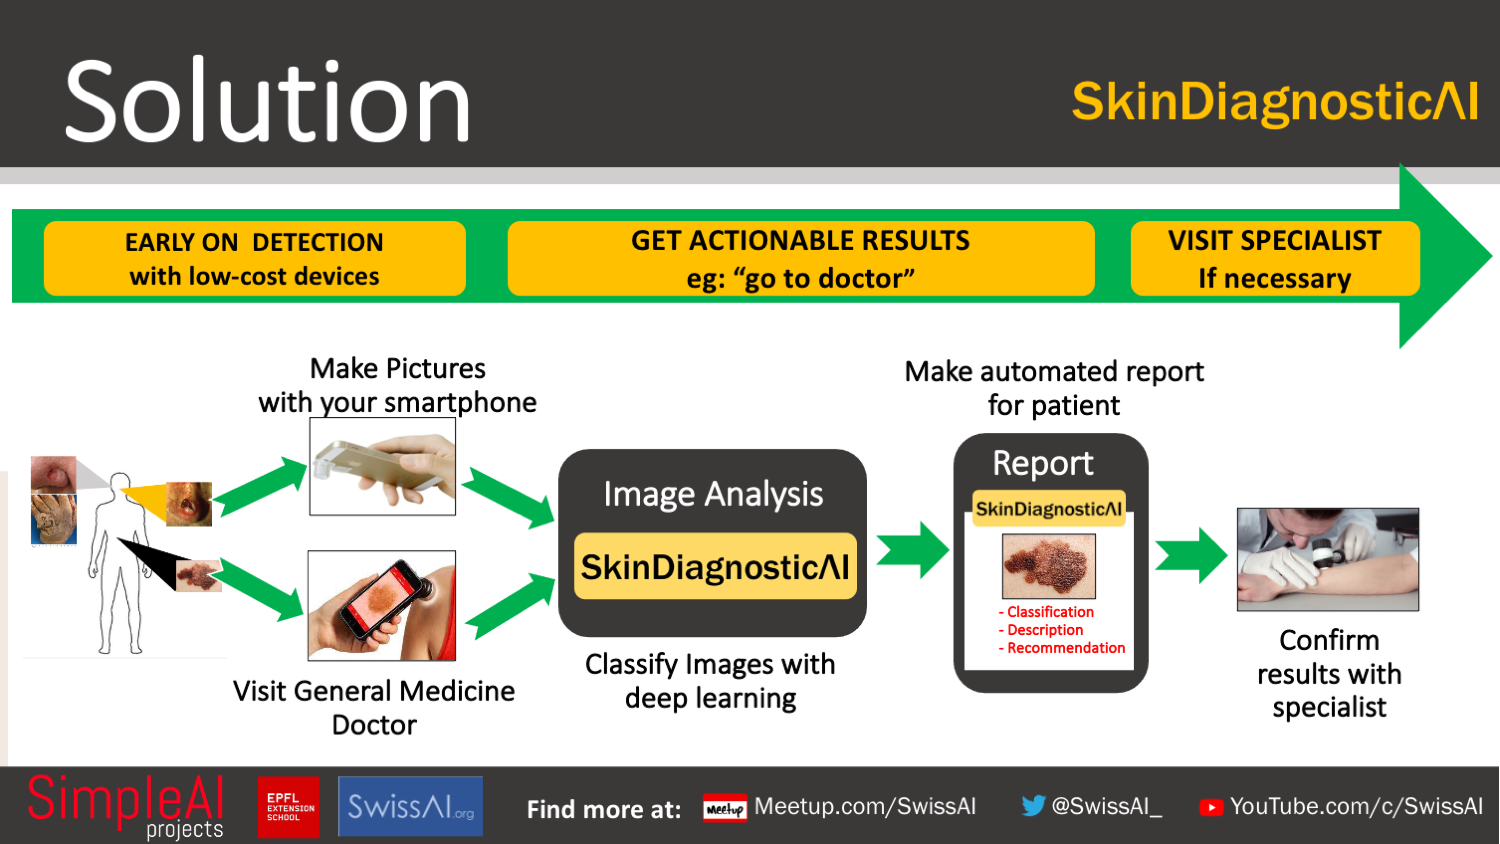 Solution
SkinDiagnosticΛI
EARLY ON DETECTION
with low-cost devices
GET ACTIONABLE RESULTS
eg: “go to doctor”
VISIT SPECIALIST
If necessary
Make Pictures
with your smartphone
Visit General Medicine
Doctor
Image Analysis
SkinDiagnosticΛI
Classify Images with
deep learning
Make automated report
for patient
Report
SkinDiagnosticΛI
- Classification
- Description
- Recommendation
Confirm
results with
specialist
SimpleAI
projects
EPFL
EXTENSION
SCHOOL
SwissΛI.org
Find more at:
Meetup
Meetup.com/SwissAI
@SwissAI_
YouTube.com/c/SwissAI